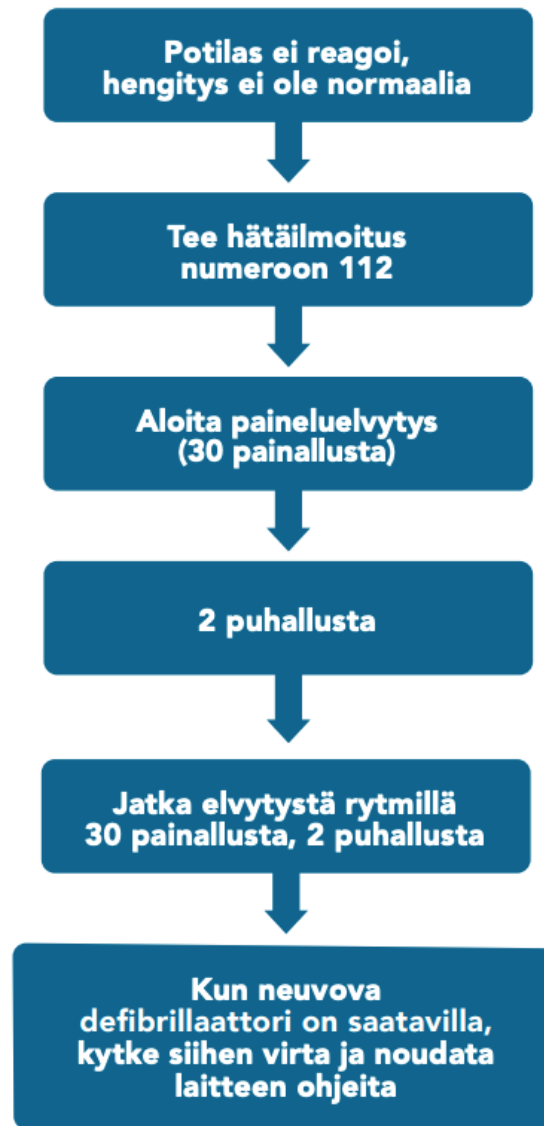 Potilas ei reagoi,
hengitys ei ole normaalia
Tee hätäilmoitus
numeroon 112
Aloita paineluelvytys
(30 painallusta)
2 puhallusta
Jatka elvytystä rytmillä
30 painallusta, 2 puhallusta
Kun neuvova
defibrillaattori on saatavilla,
kytke siihen virta ja noudata
laitteen ohjeita